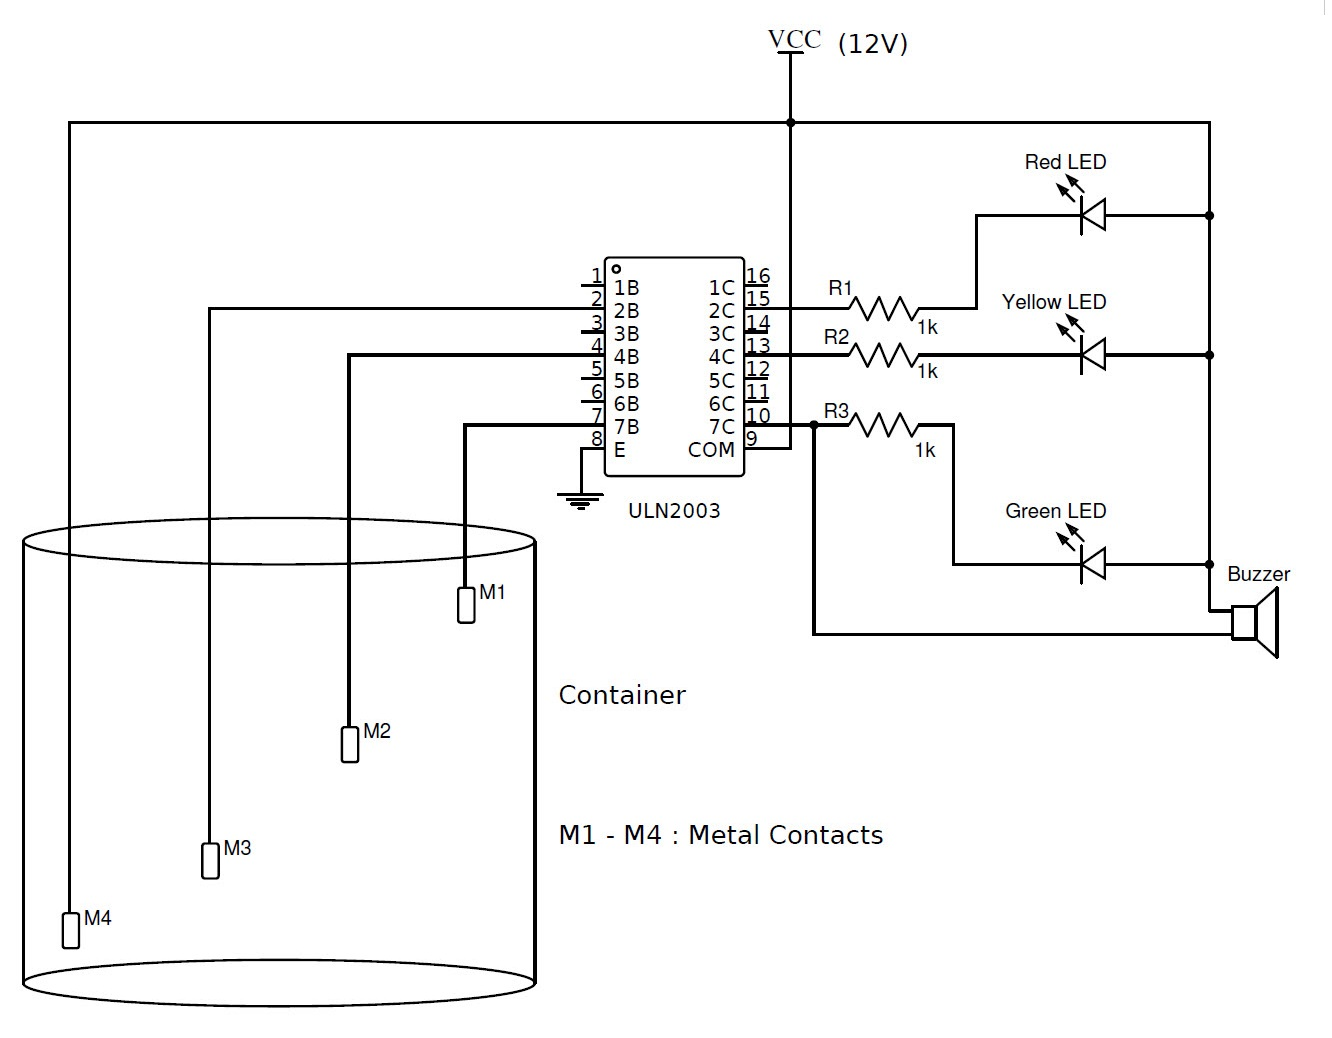 VCC (12V)
Red LED
1 1B 1C 16
2 2B 2C 15
R1
1k
Yellow LED
3 3B 3C 14
4 4B 4C 13
R2
1k
5 5B 5C 12
6 6B 6C 11
7 7B 7C 10
R3
1k
8 E COM 9
ULN2003
Green LED
Buzzer
M1
Container
M2
M1 - M4 : Metal Contacts
M3
M4